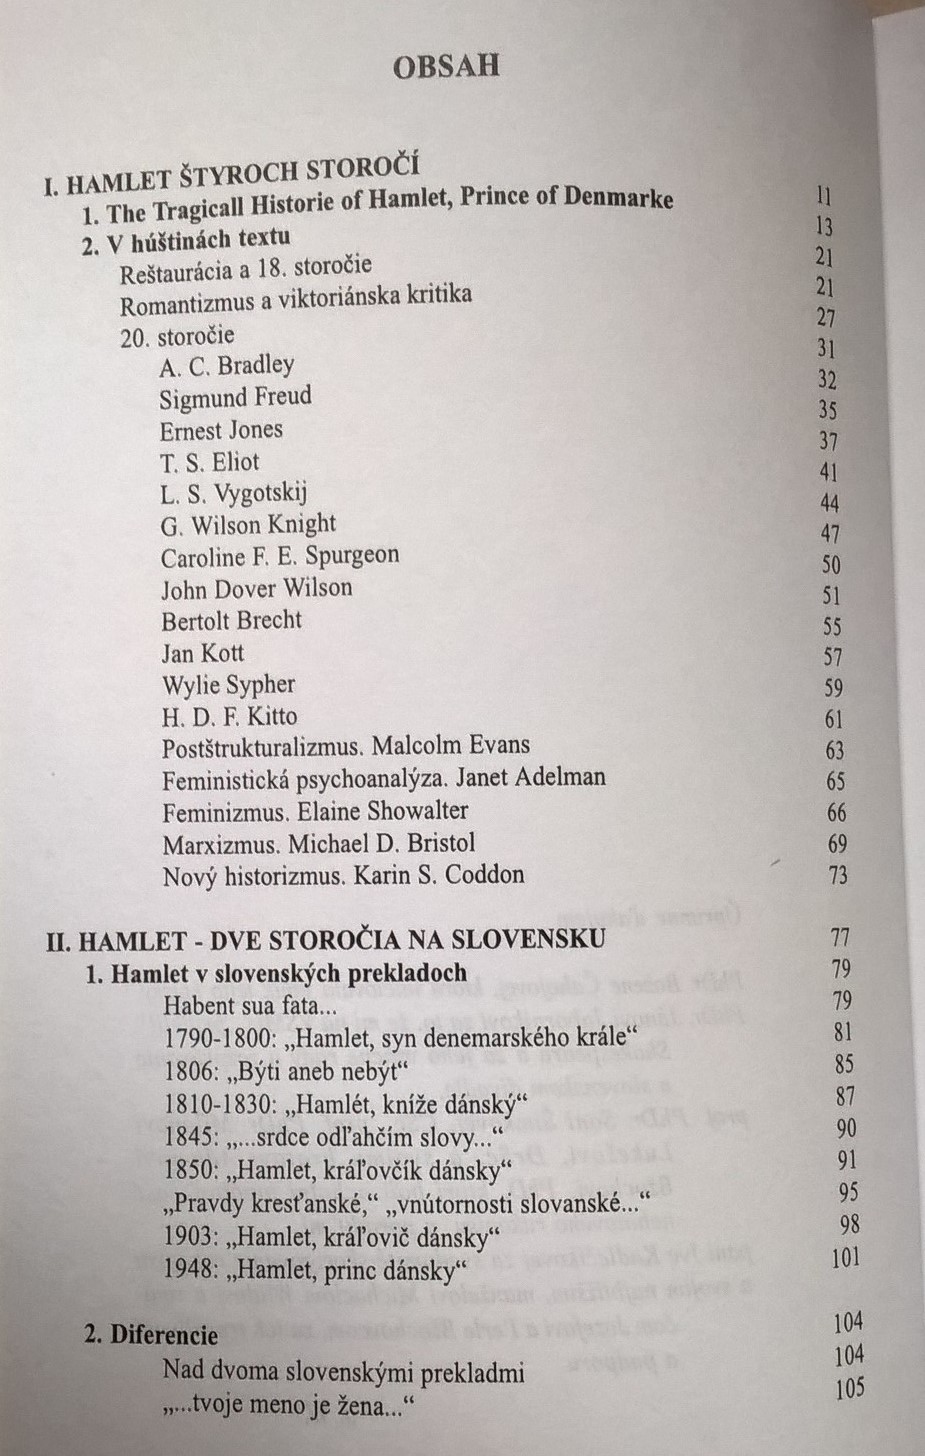 OBSAH
I. HAMLET ŠTYROCH STOROČÍ 11
1. The Tragicall Historie of Hamlet, Prince of Denmarke 13
2. V húštinách textu 21
Reštaurácia a 18. storočie 21
Romantizmus a viktoriánska kritika 27
20. storočie 31
A. C. Bradley 32
Sigmund Freud 35
Ernest Jones 37
T. S. Eliot 41
L. S. Vygotskij 44
G. Wilson Knight 47
Caroline F. E. Spurgeon 50
John Dover Wilson 51
Bertolt Brecht 55
Jan Kott 57
Wylie Sypher 59
H. D. F. Kitto 61
Postštrukturalizmus. Malcolm Evans 63
Feministická psychoanalýza. Janet Adelman 65
Feminizmus. Elaine Showalter 66
Marxizmus. Michael D. Bristol 69
Nový historizmus. Karin S. Coddon 73
II. HAMLET - DVE STOROČIA NA SLOVENSKU 77
1. Hamlet v slovenských prekladoch 79
Habent sua fata... 79
1790-1800: „Hamlet, syn denemarského krále“ 81
1806: „Býti aneb nebýt“ 85
1810-1830: „Hamlét, kníže dánský“ 87
1845: „...srdce odľahčím slovy...“ 90
1850: „Hamlet, kráľovčík dánsky“ 91
„Pravdy kresťanské,“ „vnútornosti slovanské...“ 95
1903: „Hamlet, kráľovič dánsky“ 98
1948: „Hamlet, princ dánsky“ 101
2. Diferencie 104
Nad dvoma slovenskými prekladmi 104
„...tvoje meno je žena...“ 105